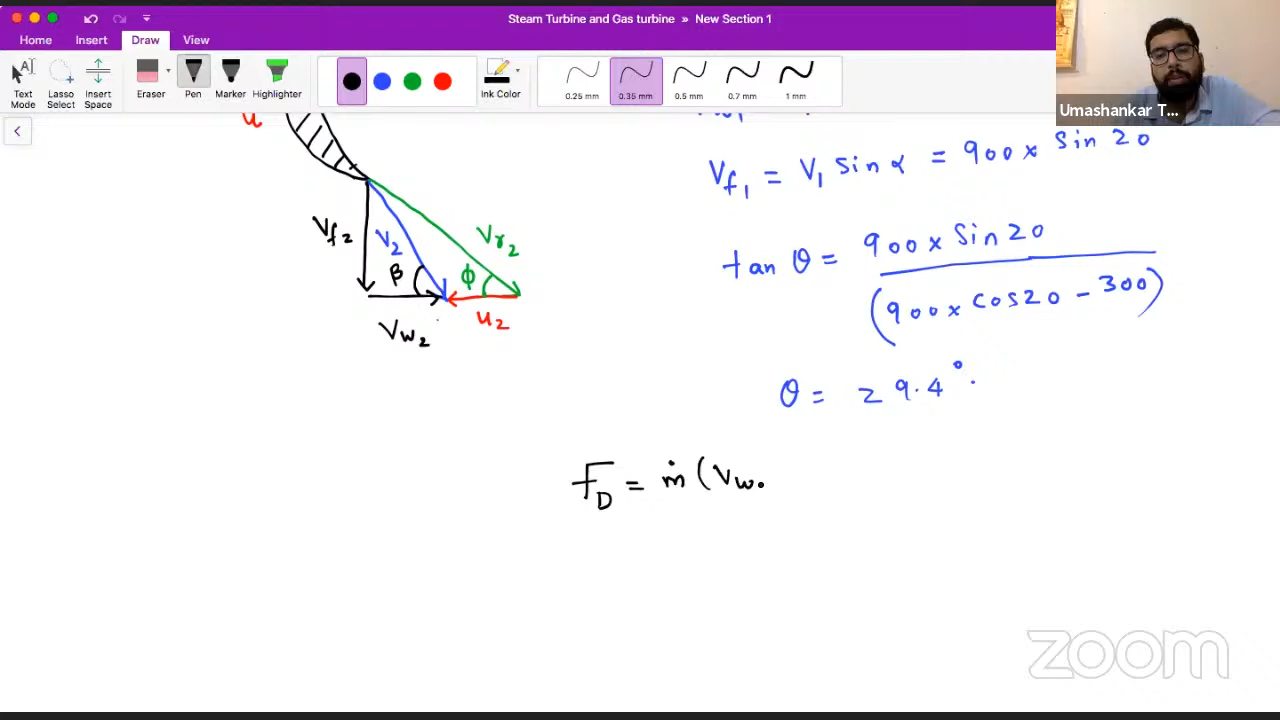 Steam Turbine and Gas turbine » New Section 1
Home Insert Draw View
Text Mode Lasso Select Insert Space Eraser Pen Marker Highlighter Ink Color 0.25 mm 0.35 mm 0.5 mm 0.7 mm 1 mm
Umashankar T...
u
Vf₂ V₂ Vr₂
β φ
Vw₂ u₂
Vf₁ = V₁ sin α = 900 × sin 20
tan θ = 900 × sin 20
(900 × cos 20 - 300)
θ = 29.4°.
F_D = ṁ (Vw.
zoom